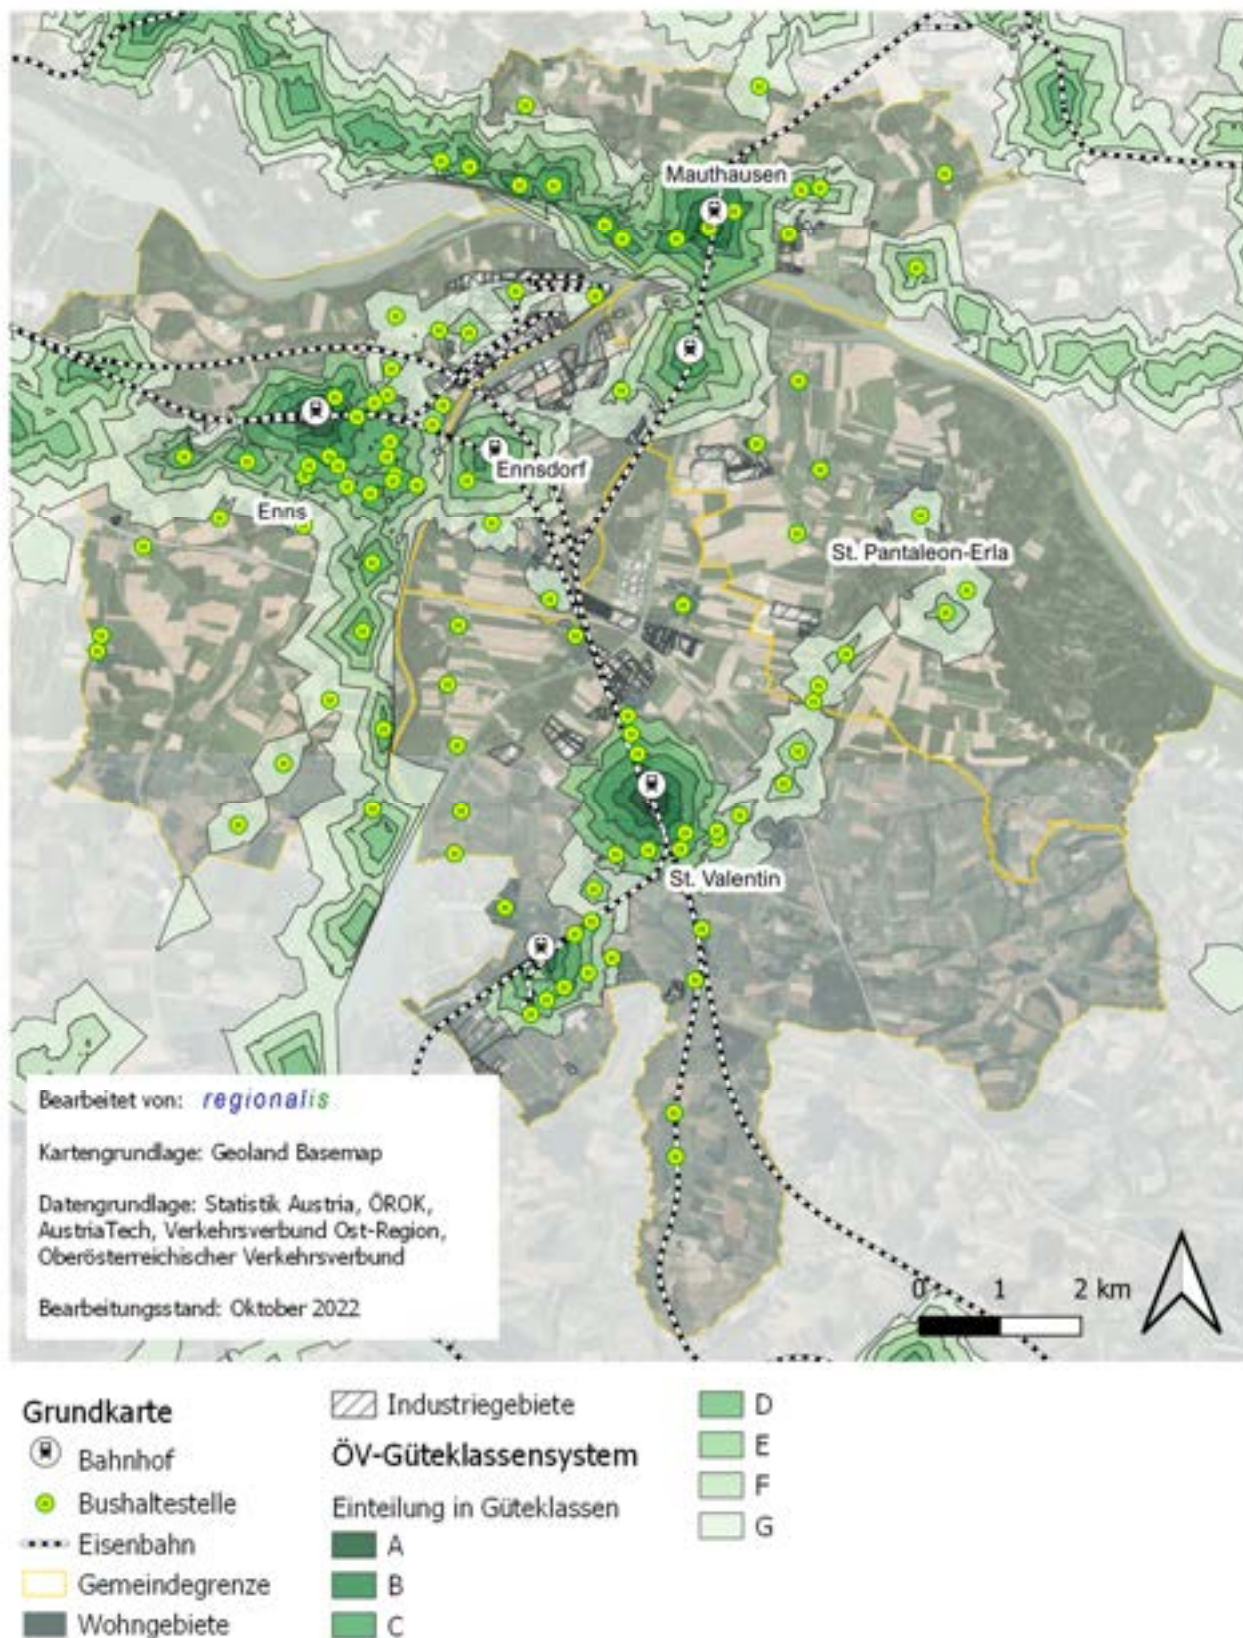 Mauthausen
Ennsdorf
Enns
St. Pantaleon-Erla
St. Valentin
Bearbeitet von: regionalis
Kartengrundlage: Geoland Basemap
Datengrundlage: Statistik Austria, ÖROK,
AustriaTech, Verkehrsverbund Ost-Region,
Oberösterreichischer Verkehrsverbund
Bearbeitungsstand: Oktober 2022
0 1 2 km
Grundkarte
Bahnhof
Bushaltestelle
Eisenbahn
Gemeindegrenze
Wohngebiete
Industriegebiete
ÖV-Güteklassensystem
Einteilung in Güteklassen
A
B
C
D
E
F
G